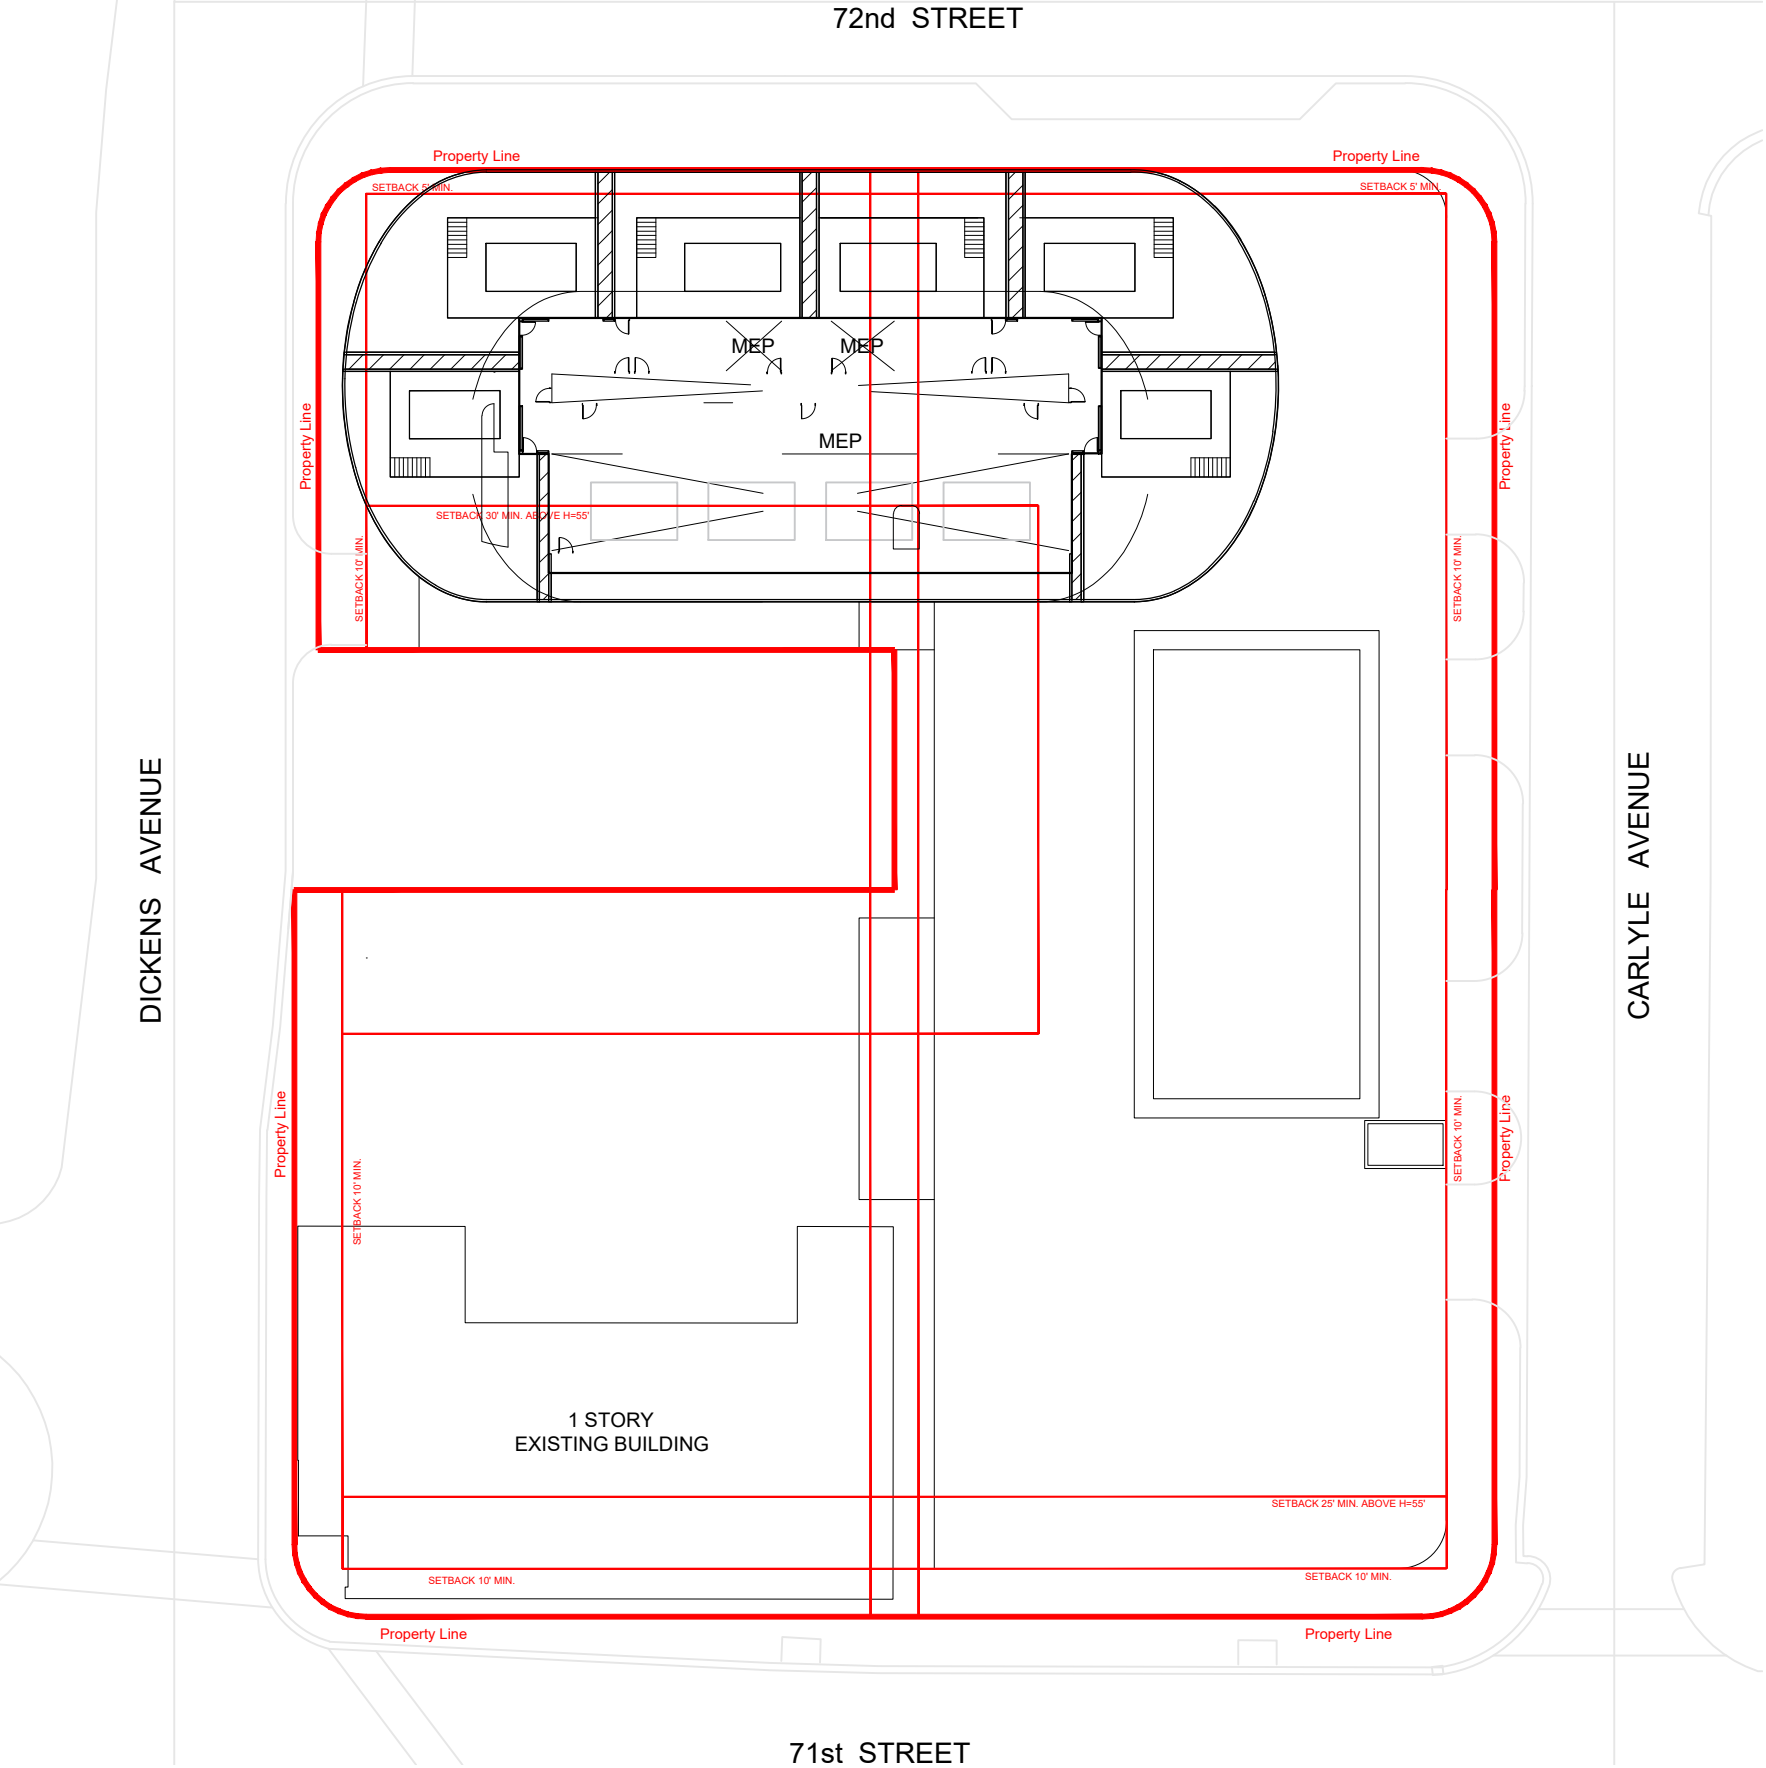 72nd STREET
Property Line
Property Line
SETBACK 5' MIN.
SETBACK 5' MIN.
MEP
MEP
Property Line
Property Line
MEP
SETBACK 30' MIN. ABOVE H=55'
SETBACK 10' MIN.
SETBACK 10' MIN.
DICKENS AVENUE
CARLYLE AVENUE
Property Line
SETBACK 10' MIN.
Property Line
SETBACK 10' MIN.
1 STORY
EXISTING BUILDING
SETBACK 25' MIN. ABOVE H=55'
SETBACK 10' MIN.
SETBACK 10' MIN.
Property Line
Property Line
71st STREET